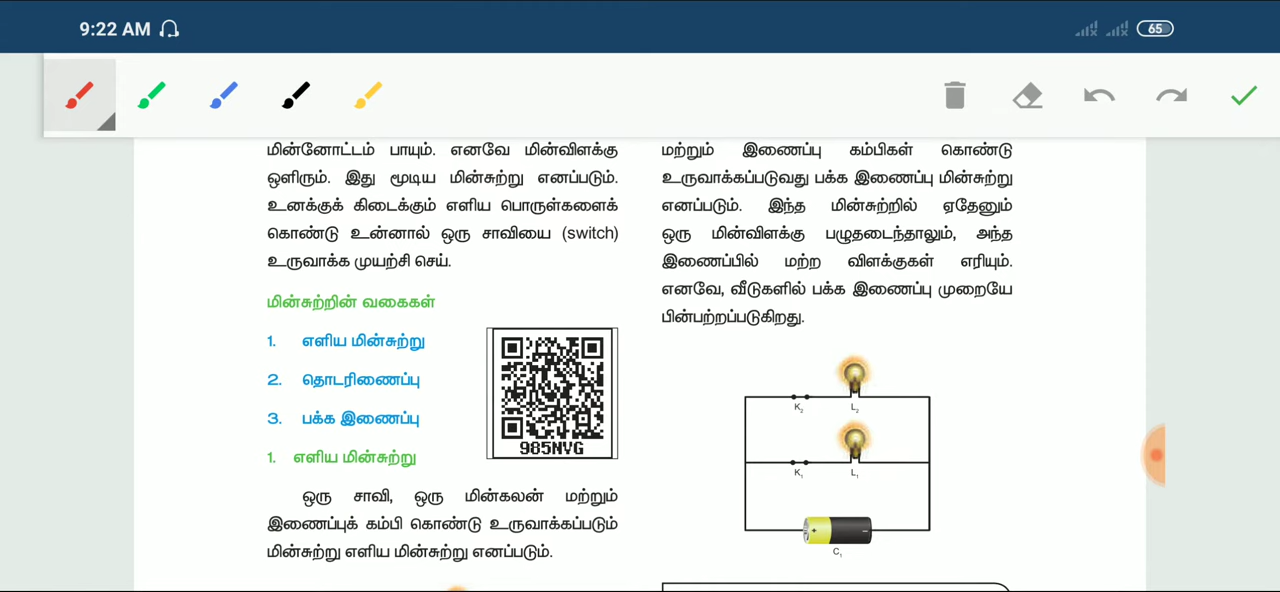 9:22 AM
65
மின்னோட்டம் பாயும். எனவே மின்விளக்கு
ஒளிரும். இது மூடிய மின்சுற்று எனப்படும்.
உனக்குக் கிடைக்கும் எளிய பொருள்களைக்
கொண்டு உன்னால் ஒரு சாவியை (switch)
உருவாக்க முயற்சி செய்.
மின்சுற்றின் வகைகள்
1. எளிய மின்சுற்று
2. தொடரிணைப்பு
3. பக்க இணைப்பு
985NVG
1. எளிய மின்சுற்று
ஒரு சாவி, ஒரு மின்கலன் மற்றும்
இணைப்புக் கம்பி கொண்டு உருவாக்கப்படும்
மின்சுற்று எளிய மின்சுற்று எனப்படும்.
மற்றும் இணைப்பு கம்பிகள் கொண்டு
உருவாக்கப்படுவது பக்க இணைப்பு மின்சுற்று
எனப்படும். இந்த மின்சுற்றில் ஏதேனும்
ஒரு மின்விளக்கு பழுதடைந்தாலும், அந்த
இணைப்பில் மற்ற விளக்குகள் எரியும்.
எனவே, வீடுகளில் பக்க இணைப்பு முறையே
பின்பற்றப்படுகிறது.
K₂ L₂
K₁ L₁
+ −
C₁